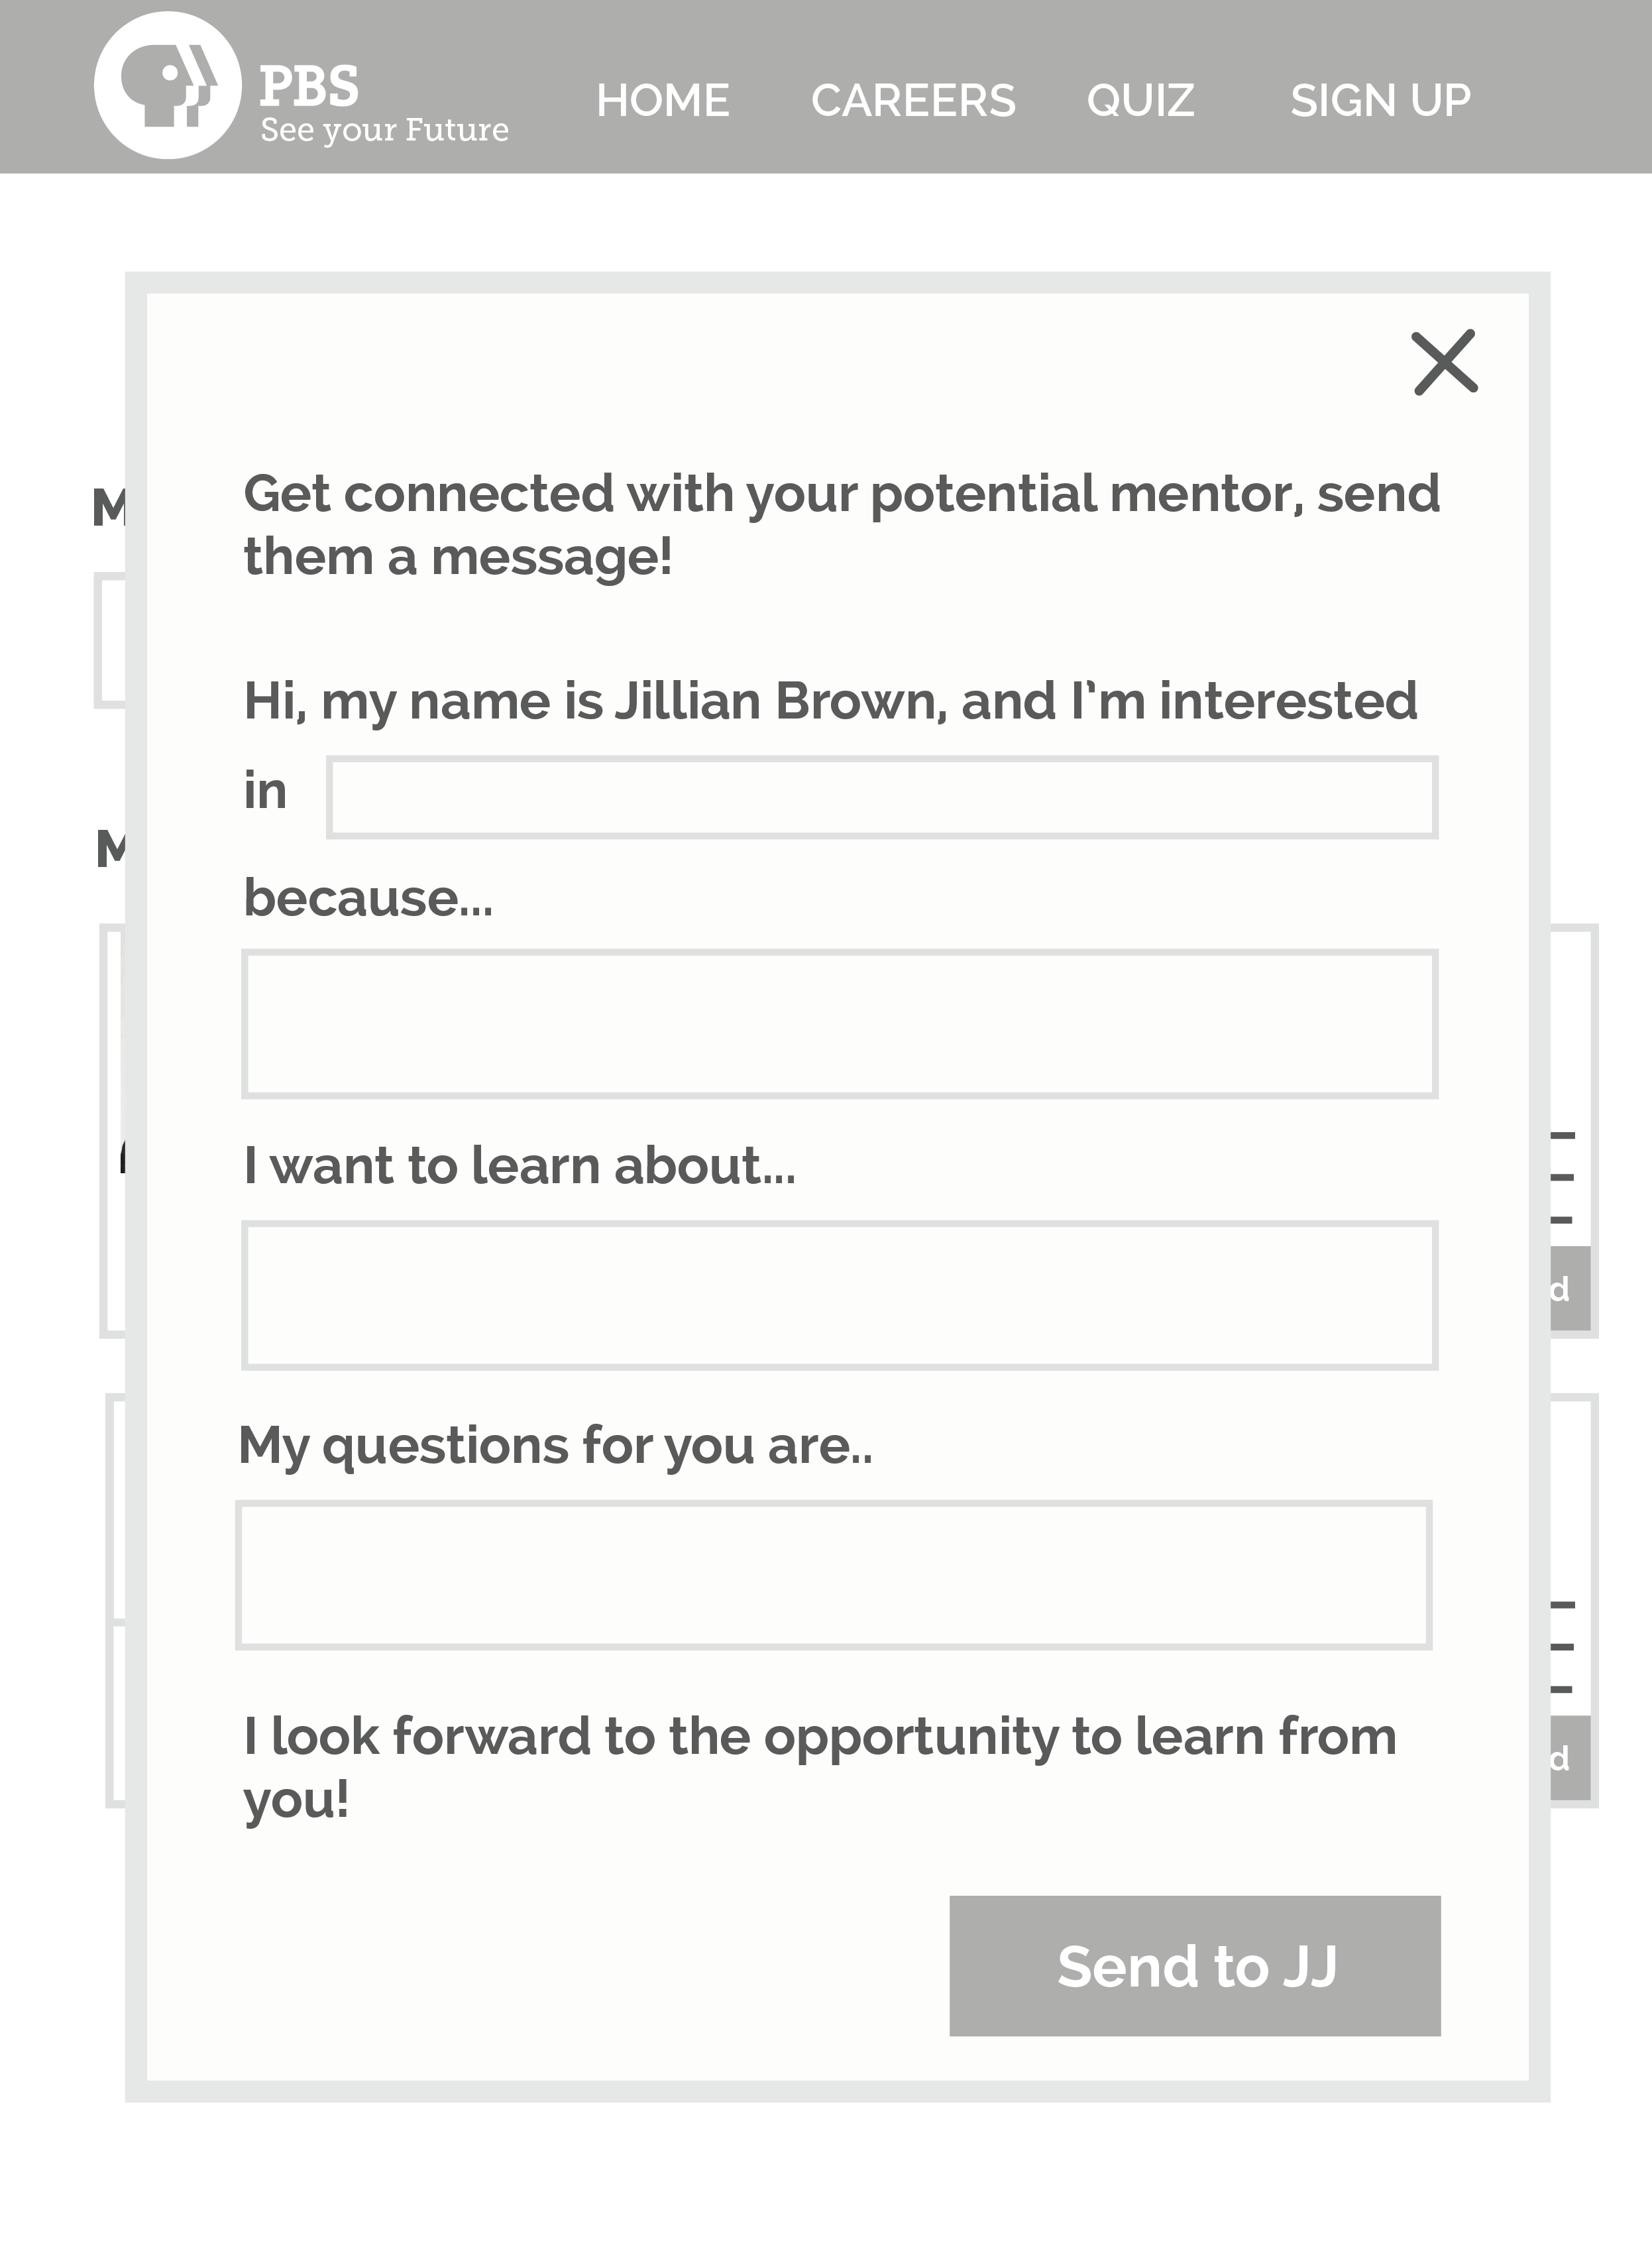 PBS
See your Future
HOME CAREERS QUIZ SIGN UP
Get connected with your potential mentor, send
them a message!
Hi, my name is Jillian Brown, and I'm interested
in
because...
I want to learn about...
My questions for you are..
I look forward to the opportunity to learn from
you!
Send to JJ